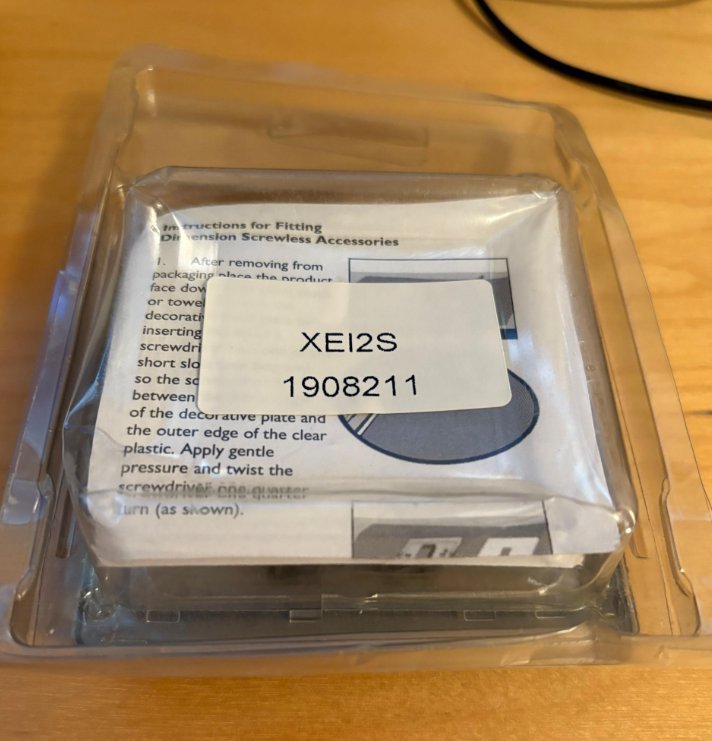 Instructions for Fitting
Dimension Screwless Accessories
1. After removing from
packaging place the product
face dow
or towe
decorati
inserting
screwdri
short slo
so the sc
between
of the decorative plate and
the outer edge of the clear
plastic. Apply gentle
pressure and twist the
screwdriver one quarter
turn (as shown).
XEI2S
1908211